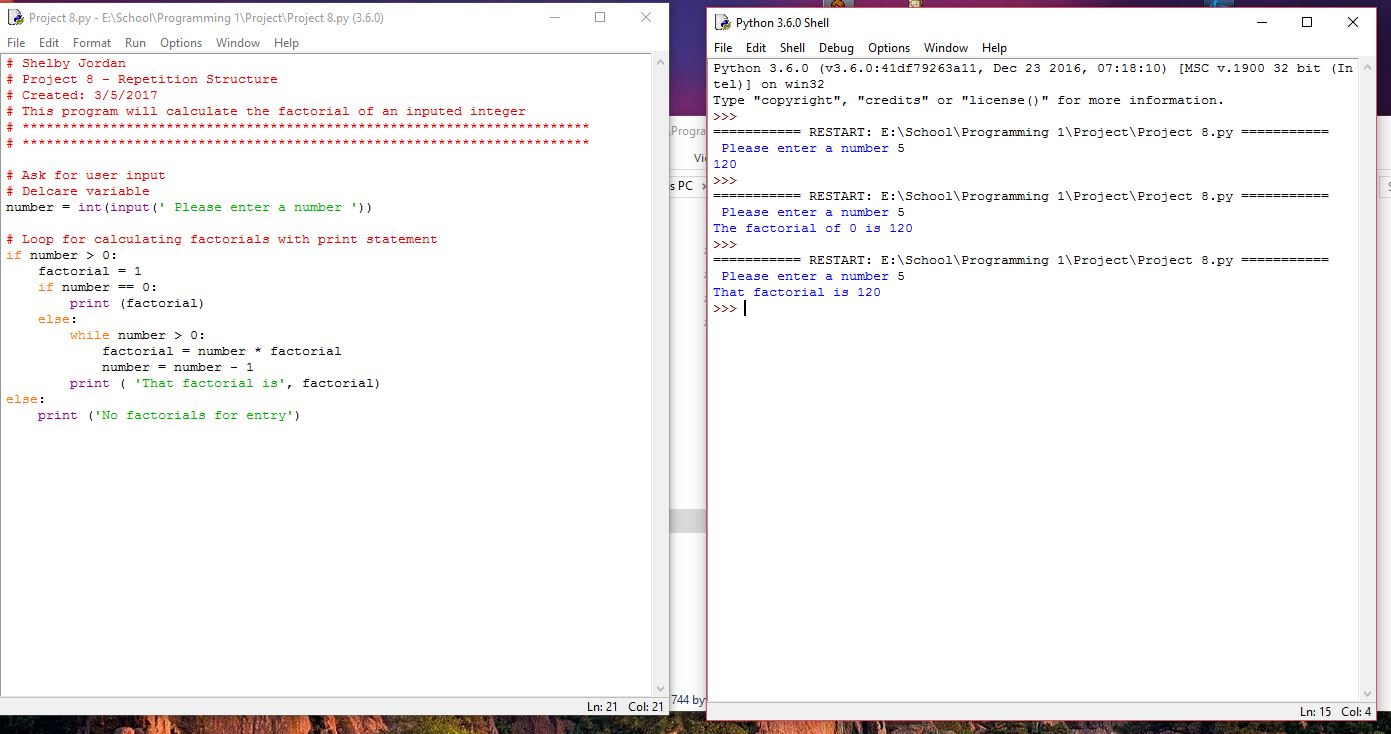 Project 8.py - E:\School\Programming 1\Project\Project 8.py (3.6.0)
File Edit Format Run Options Window Help
# Shelby Jordan
# Project 8 - Repetition Structure
# Created: 3/5/2017
# This program will calculate the factorial of an inputed integer
# ***********************************************************************
# ***********************************************************************
# Ask for user input
# Delcare variable
number = int(input(' Please enter a number '))
# Loop for calculating factorials with print statement
if number > 0:
    factorial = 1
    if number == 0:
        print (factorial)
    else:
        while number > 0:
            factorial = number * factorial
            number = number - 1
        print ( 'That factorial is', factorial)
else:
    print ('No factorials for entry')
Ln: 21 Col: 21
\Progra
Vi
s PC
744 by
Python 3.6.0 Shell
File Edit Shell Debug Options Window Help
Python 3.6.0 (v3.6.0:41df79263a11, Dec 23 2016, 07:18:10) [MSC v.1900 32 bit (In
tel)] on win32
Type "copyright", "credits" or "license()" for more information.
>>>
=========== RESTART: E:\School\Programming 1\Project\Project 8.py ===========
 Please enter a number 5
120
>>>
=========== RESTART: E:\School\Programming 1\Project\Project 8.py ===========
 Please enter a number 5
The factorial of 0 is 120
>>>
=========== RESTART: E:\School\Programming 1\Project\Project 8.py ===========
 Please enter a number 5
That factorial is 120
>>>
Ln: 15 Col: 4